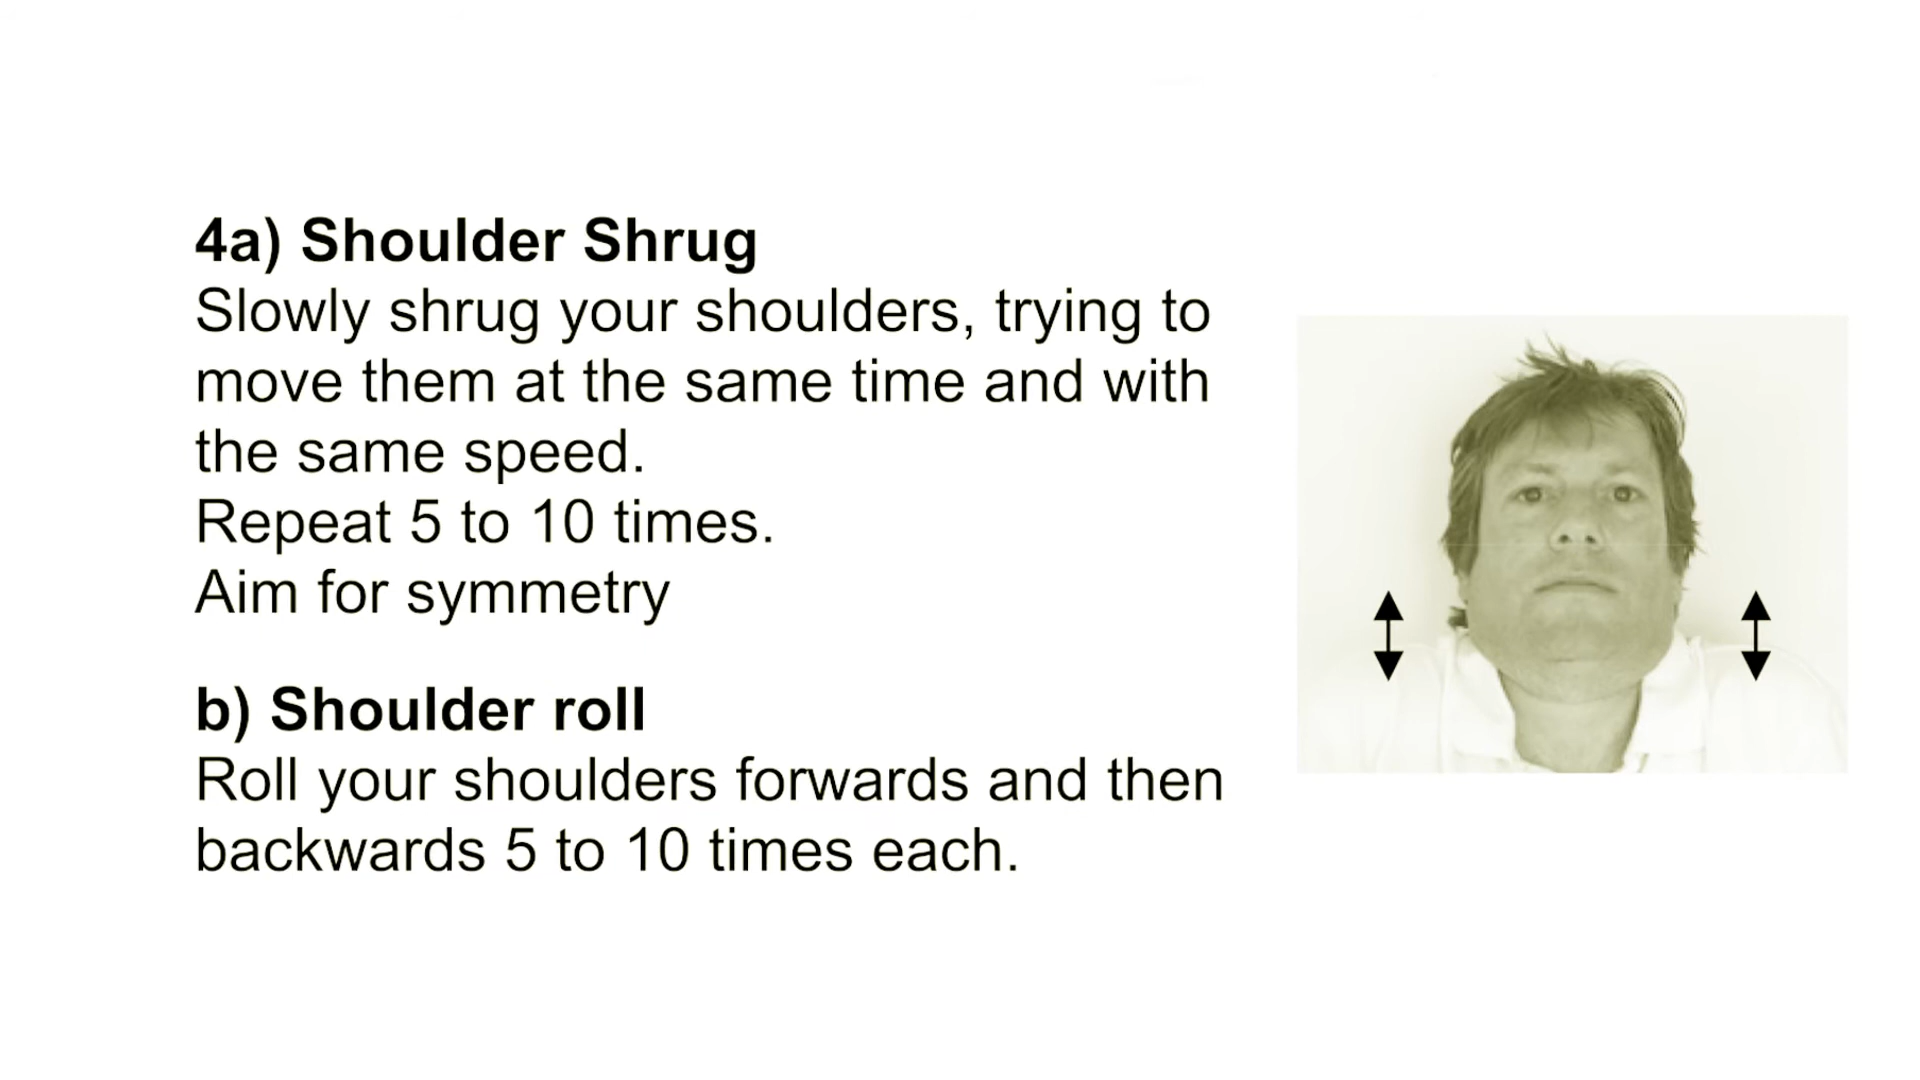 4a) Shoulder Shrug
Slowly shrug your shoulders, trying to
move them at the same time and with
the same speed.
Repeat 5 to 10 times.
Aim for symmetry
b) Shoulder roll
Roll your shoulders forwards and then
backwards 5 to 10 times each.